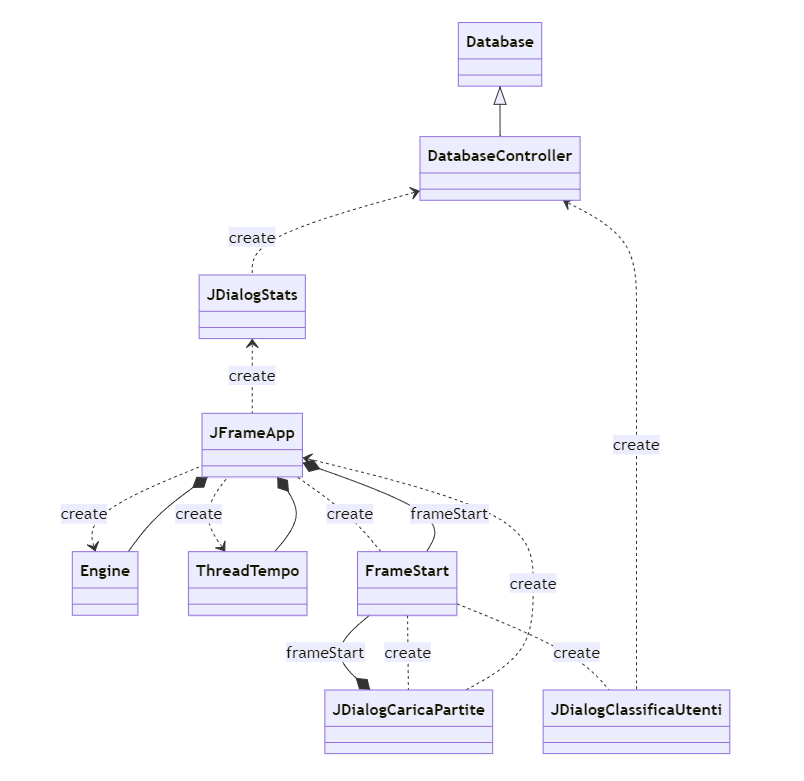 Database
DatabaseController
create
JDialogStats
create
create
JFrameApp
create
create
create
frameStart
Engine
ThreadTempo
FrameStart
create
frameStart
create
create
JDialogCaricaPartite
JDialogClassificaUtenti